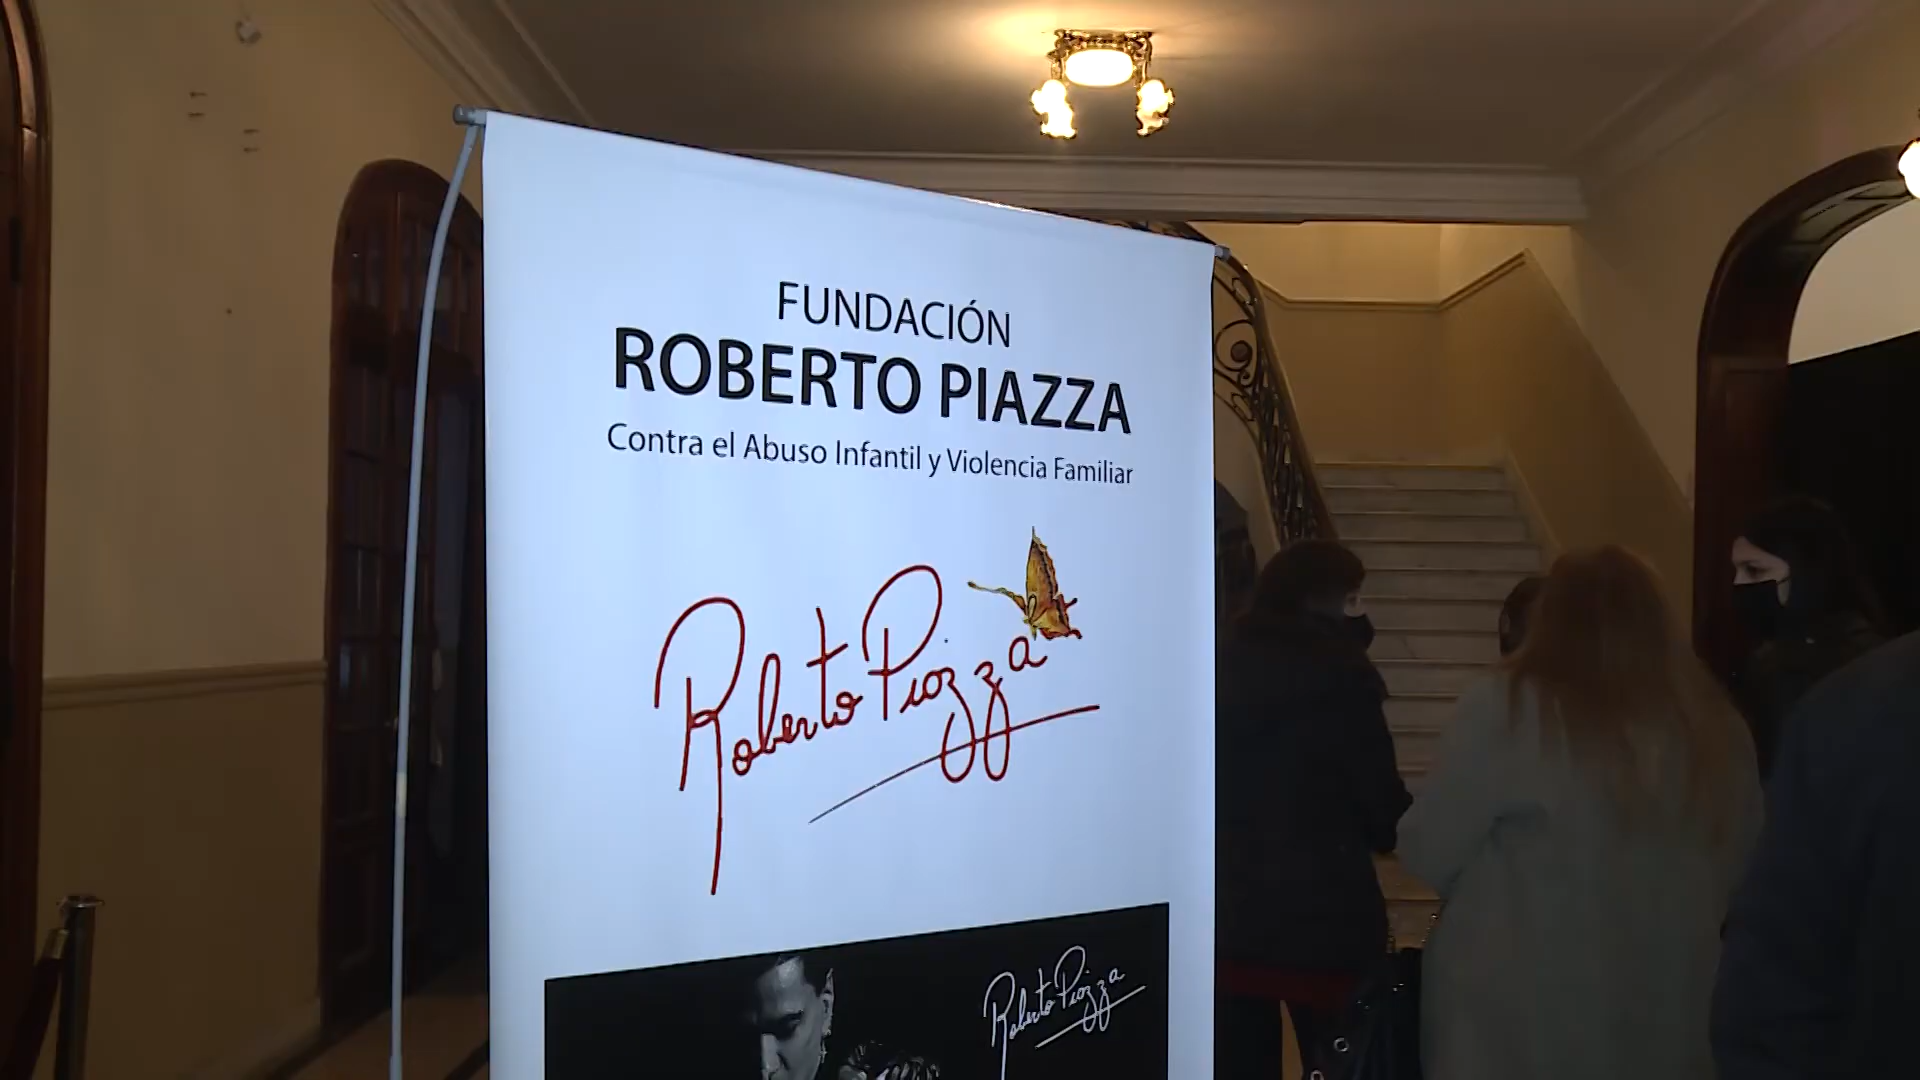 FUNDACIÓN
ROBERTO PIAZZA
Contra el Abuso Infantil y Violencia Familiar
Roberto Piazza
Roberto Piazza